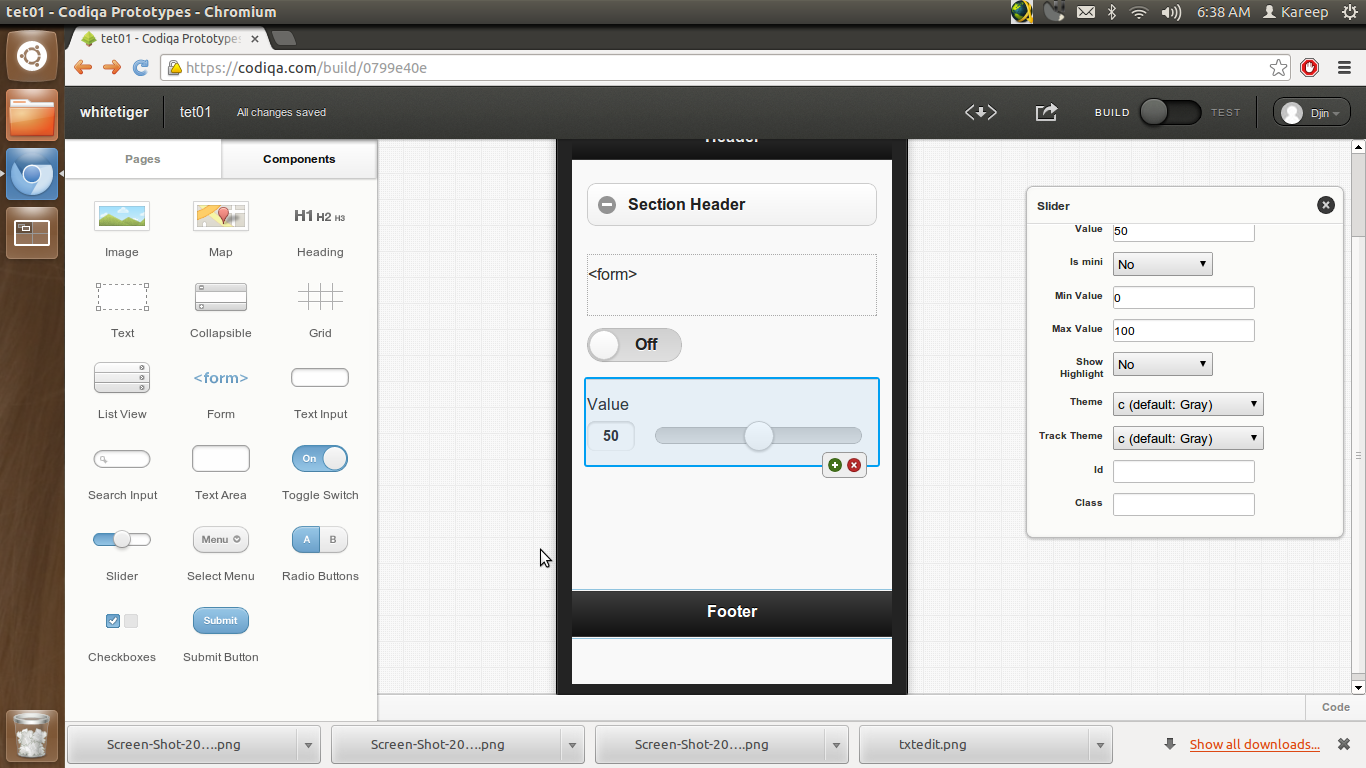 tet01 - Codiqa Prototypes - Chromium
6:38 AM Kareep
tet01 - Codiqa Prototypes
https://codiqa.com/build/0799e40e
whitetiger tet01 All changes saved
BUILD TEST Djin
Pages Components
Image Map H1 H2 H3 Heading
Text Collapsible Grid
List View <form> Form Text Input
Search Input Text Area On Toggle Switch
Slider Menu Select Menu A B Radio Buttons
Checkboxes Submit Submit Button
Header
Section Header
<form>
Off
Value
50
Footer
Slider
Value 50
Is mini No
Min Value 0
Max Value 100
Show Highlight No
Theme c (default: Gray)
Track Theme c (default: Gray)
Id
Class
Code
Screen-Shot-20....png Screen-Shot-20....png Screen-Shot-20....png txtedit.png Show all downloads...